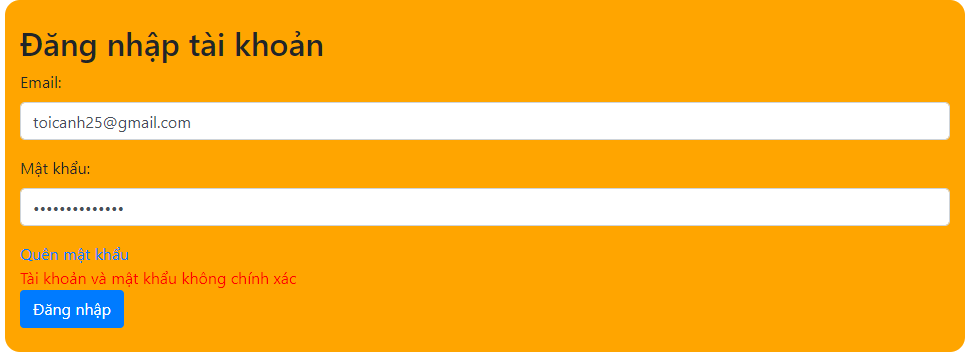 Đăng nhập tài khoản
Email:
toicanh25@gmail.com
Mật khẩu:
••••••••••••••
Quên mật khẩu
Tài khoản và mật khẩu không chính xác
Đăng nhập